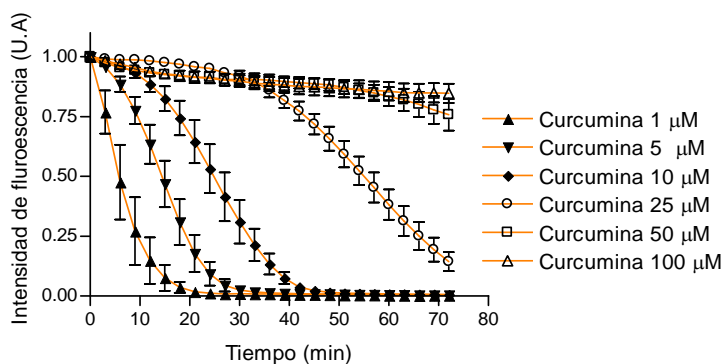 Intensidad de fluroescencia (U.A)
1.00
0.75
0.50
0.25
0.00
0 10 20 30 40 50 60 70 80
Tiempo (min)
Curcumina 1 μM
Curcumina 5 μM
Curcumina 10 μM
Curcumina 25 μM
Curcumina 50 μM
Curcumina 100 μM